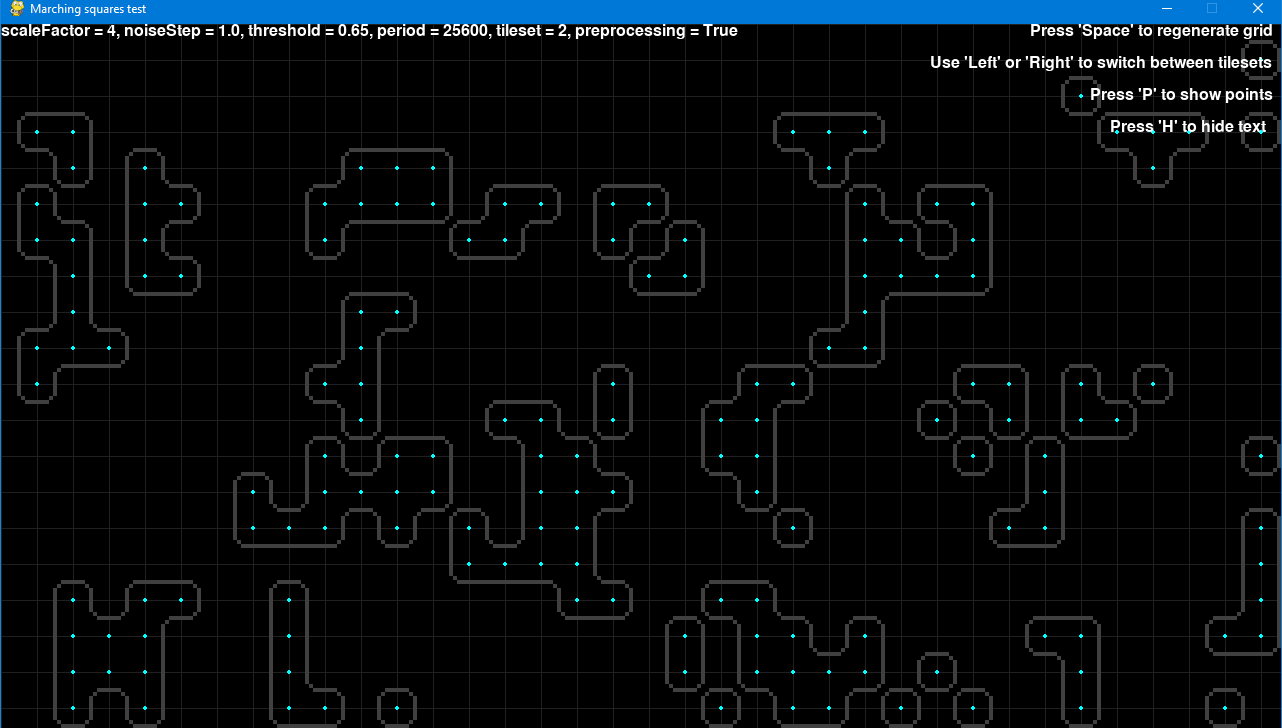 Marching squares test
scaleFactor = 4, noiseStep = 1.0, threshold = 0.65, period = 25600, tileset = 2, preprocessing = True
Press 'Space' to regenerate grid
Use 'Left' or 'Right' to switch between tilesets
Press 'P' to show points
Press 'H' to hide text